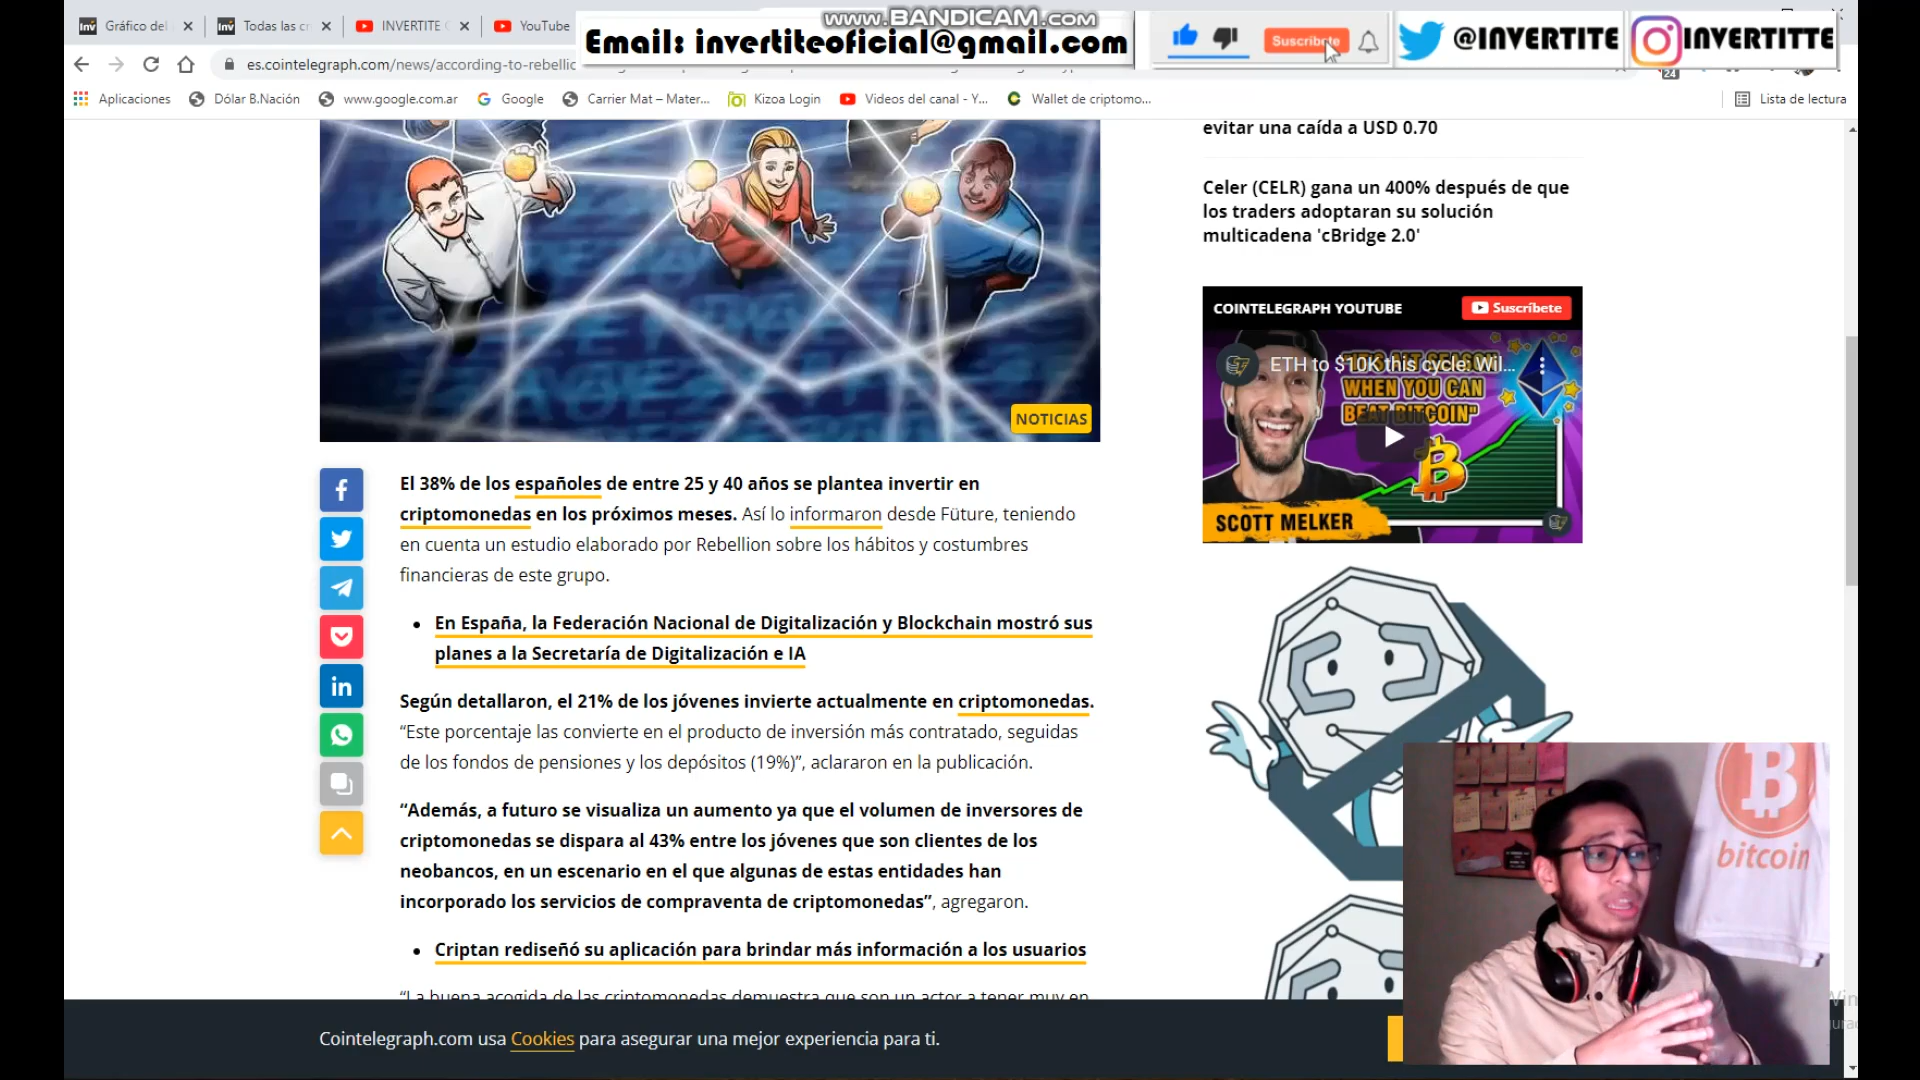 www.BANDICAM.com
Gráfico del
Todas las cr
INVERTITE
YouTube
Email: invertiteoficial@gmail.com
Suscribete
@INVERTITE
INVERTITTE
es.cointelegraph.com/news/according-to-rebellic
24
Aplicaciones
Dólar B.Nación
www.google.com.ar
Google
Carrier Mat – Mater...
Kizoa Login
Videos del canal - Y...
Wallet de criptomo...
Lista de lectura
evitar una caída a USD 0.70
Celer (CELR) gana un 400% después de que
los traders adoptaran su solución
multicadena 'cBridge 2.0'
COINTELEGRAPH YOUTUBE
Suscríbete
ETH to $10K this cycle: Wil...
WHEN YOU CAN
BEAT BITCOIN"
SCOTT MELKER
NOTICIAS
El 38% de los españoles de entre 25 y 40 años se plantea invertir en
criptomonedas en los próximos meses. Así lo informaron desde Füture, teniendo
en cuenta un estudio elaborado por Rebellion sobre los hábitos y costumbres
financieras de este grupo.
En España, la Federación Nacional de Digitalización y Blockchain mostró sus
planes a la Secretaría de Digitalización e IA
Según detallaron, el 21% de los jóvenes invierte actualmente en criptomonedas.
“Este porcentaje las convierte en el producto de inversión más contratado, seguidas
de los fondos de pensiones y los depósitos (19%)”, aclararon en la publicación.
“Además, a futuro se visualiza un aumento ya que el volumen de inversores de
criptomonedas se dispara al 43% entre los jóvenes que son clientes de los
neobancos, en un escenario en el que algunas de estas entidades han
incorporado los servicios de compraventa de criptomonedas”, agregaron.
Criptan rediseñó su aplicación para brindar más información a los usuarios
“La buena acogida de las criptomonedas demuestra que son un actor a tener muy en
bitcoin
Cointelegraph.com usa Cookies para asegurar una mejor experiencia para ti.